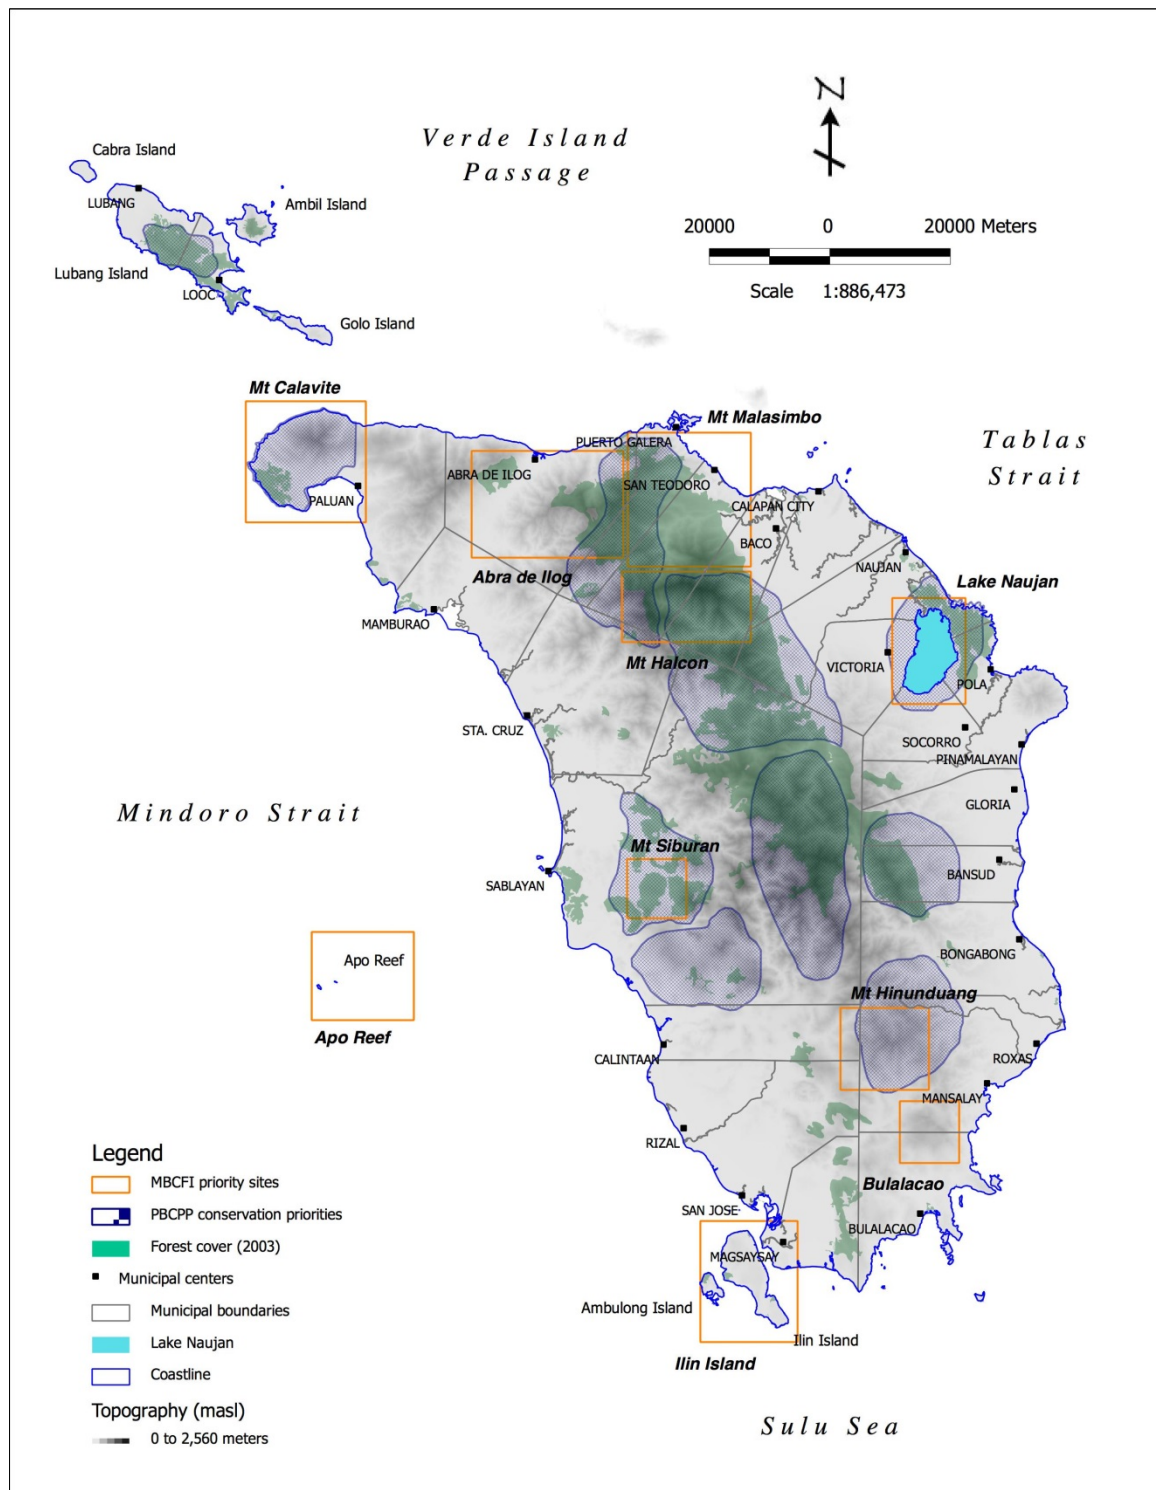 Verde Island
Passage
N
Cabra Island
LUBANG
Ambil Island
20000 0 20000 Meters
Lubang Island
LOOC
Scale 1:886,473
Golo Island
Mt Calavite
Mt Malasimbo
PUERTO GALERA
Tablas
Strait
ABRA DE ILOG
SAN TEODORO
PALUAN
CALAPAN CITY
BACO
NAUJAN
Abra de Ilog
Lake Naujan
MAMBURAO
Mt Halcon
VICTORIA
POLA
STA. CRUZ
SOCORRO
PINAMALAYAN
Mindoro Strait
GLORIA
Mt Siburan
BANSUD
SABLAYAN
BONGABONG
Apo Reef
Mt Hinunduang
Apo Reef
CALINTAAN
ROXAS
MANSALAY
RIZAL
Bulalacao
SAN JOSE
BULALACAO
MAGSAYSAY
Ambulong Island
Ilin Island
Ilin Island
Sulu Sea
Legend
MBCFI priority sites
PBCPP conservation priorities
Forest cover (2003)
Municipal centers
Municipal boundaries
Lake Naujan
Coastline
Topography (masl)
0 to 2,560 meters